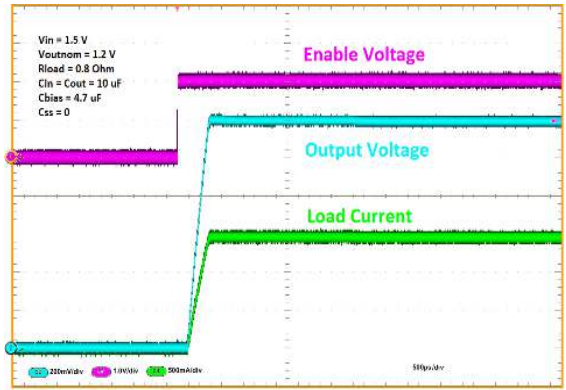 Vin = 1.5 V
Voutnom = 1.2 V
Rload = 0.8 Ohm
Cin = Cout = 10 uF
Cbias = 4.7 uF
Css = 0
Enable Voltage
Output Voltage
Load Current
200mV/div 1.0V/div 500mA/div 500µs/div